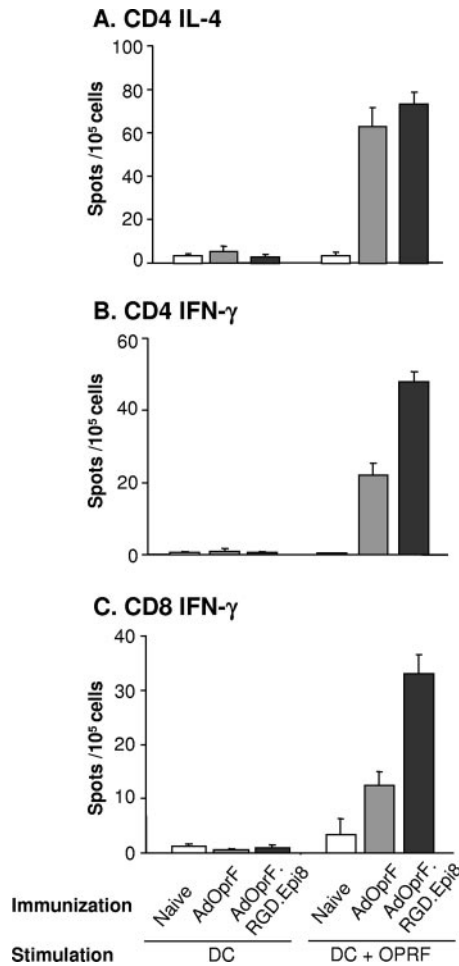 A. CD4 IL-4
Spots /10⁵ cells
100
80
60
40
20
0
B. CD4 IFN-γ
Spots /10⁵ cells
60
40
20
0
C. CD8 IFN-γ
Spots /10⁵ cells
40
30
20
10
0
Immunization
Naive
AdOprF
AdOprF.
RGD.Epi8
Naive
AdOprF
AdOprF.
RGD.Epi8
Stimulation
DC
DC + OPRF